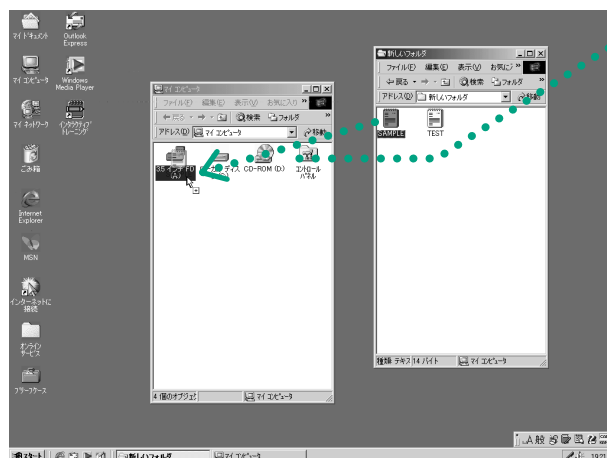 マイ ドキュメント
Outlook
Express
マイ コンピュータ
Windows
Media Player
マイ ネットワーク
インタラクティブ
トレーニング
ごみ箱
Internet
Explorer
MSN
インターネットに
接続
オンライン
サービス
ブリーフケース
マイ コンピュータ
ファイル(F) 編集(E) 表示(V) お気に入り »
戻る 検索 フォルダ »
アドレス(D) マイ コンピュータ 移動
3.5 インチ FD
(A:)
CD-ROM (D:)
コントロール
パネル
4 個のオブジェ
マイ コンピュータ
新しいフォルダ
ファイル(F) 編集(E) 表示(V) お気に »
戻る 検索 フォルダ »
アドレス(D) 新しいフォルダ 移動
SAMPLE
TEST
種類: テキス 14 バイト
マイ コンピュータ
A 般
スタート
新しいフォルダ
マイ コンピュータ
19:21